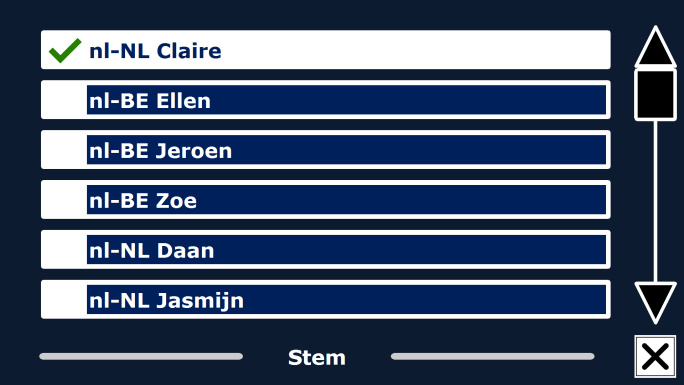 nl-NL Claire
nl-BE Ellen
nl-BE Jeroen
nl-BE Zoe
nl-NL Daan
nl-NL Jasmijn
Stem